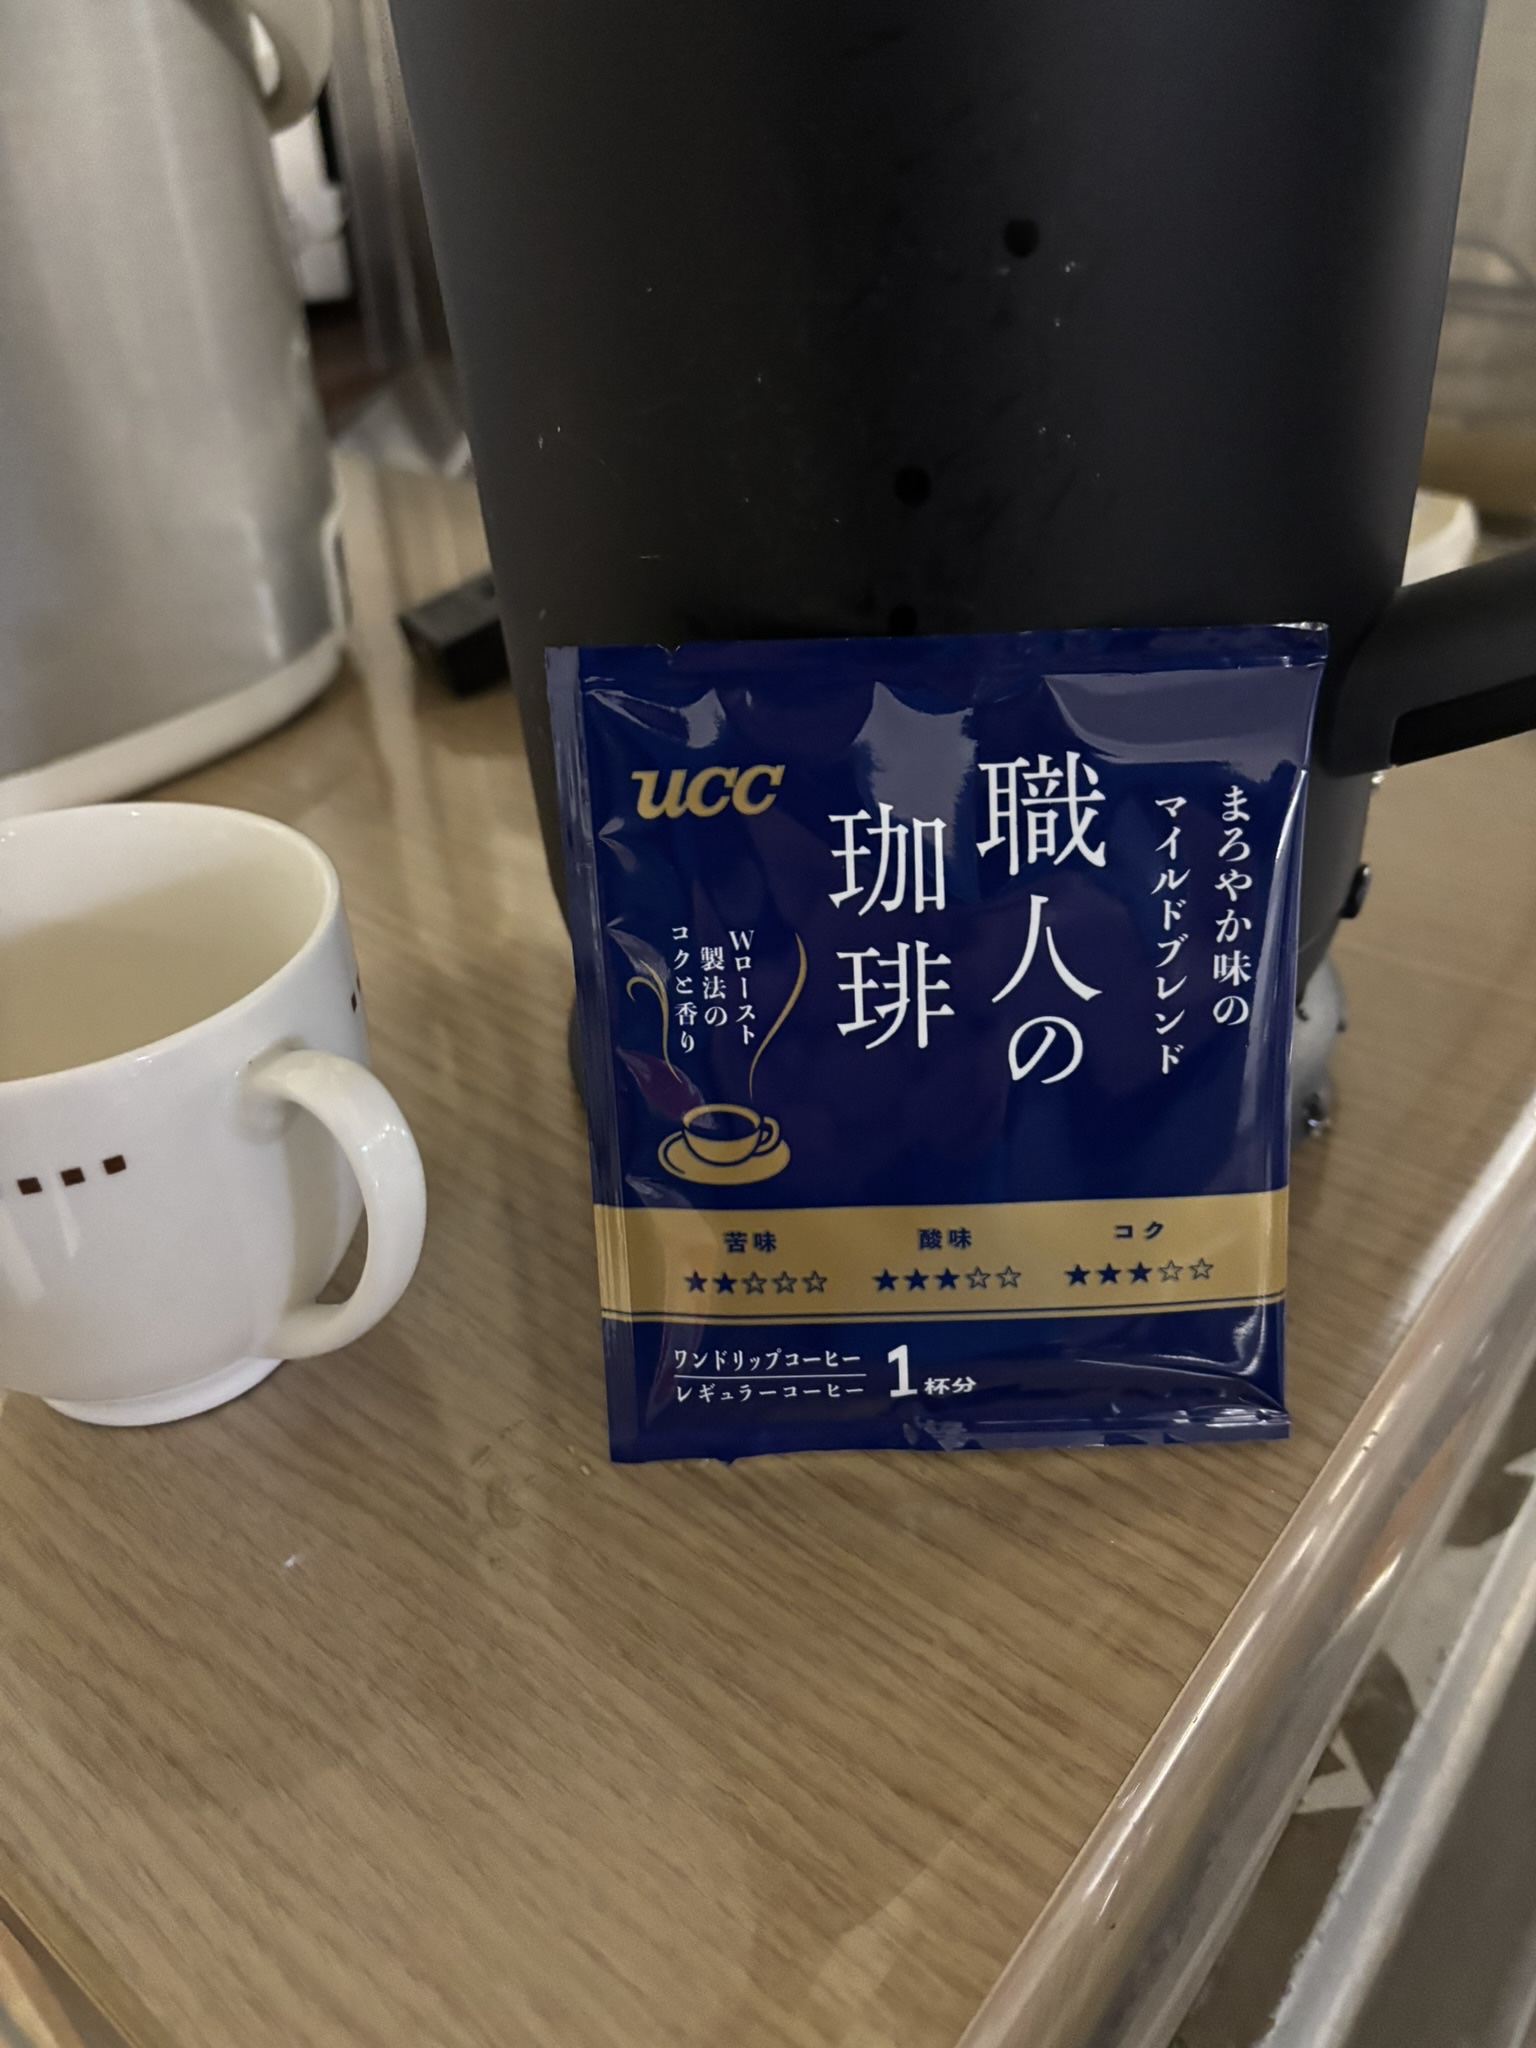 ucc
まろやか味の
マイルドブレンド
職人の
珈琲
Wロースト
製法の
コクと香り
苦味 酸味 コク
★★☆☆☆ ★★★☆☆ ★★★☆☆
ワンドリップコーヒー
レギュラーコーヒー
1杯分